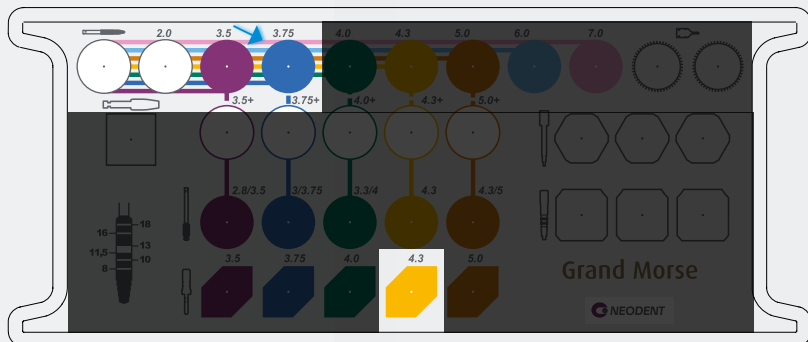 2.0 3.5 3.75 4.0 4.3 5.0 6.0 7.0
3.5+ 3.75+ 4.0+ 4.3+ 5.0+
2.8/3.5 3/3.75 3.3/4 4.3 4.3/5
18
16
13
11,5
10
8
3.5 3.75 4.0 4.3 5.0
Grand Morse
NEODENT